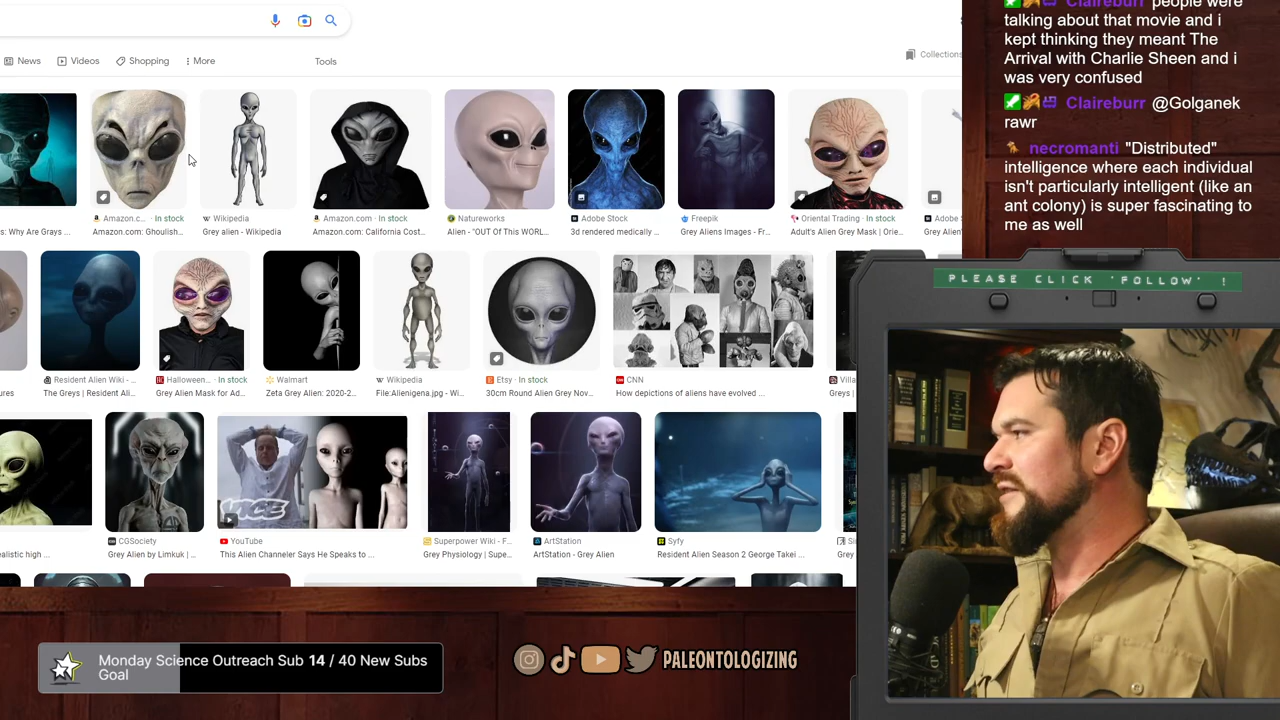 News Videos Shopping More Tools Collections
Amazon.c... · In stock
Amazon.com · In stock
Wikipedia
Natureworks
Adobe Stock
Freepik
Oriental Trading · In stock
s: Why Are Grays ...
Amazon.com: Ghoulish...
Grey alien - Wikipedia
Amazon.com: California Cost...
Alien - "OUT Of This WORL...
3d rendered medically ...
Grey Aliens Images - Fr...
Adult's Alien Grey Mask | Orie...
Resident Alien Wiki - ...
Halloween... · In stock
Walmart
Wikipedia
Etsy · In stock
CNN
ures
The Greys | Resident Ali...
Grey Alien Mask for Ad...
Zeta Grey Alien: 2020-2...
File:Alienigena.jpg - Wi...
30cm Round Alien Grey Nov...
How depictions of aliens have evolved ...
VICE
CGSociety
YouTube
Superpower Wiki - F...
ArtStation
Syfy
ealistic high ...
Grey Alien by Limkuk | ...
This Alien Channeler Says He Speaks to ...
Grey Physiology | Supe...
ArtStation - Grey Alien
Resident Alien Season 2 George Takei ...
Claireburr people were
talking about that movie and i
kept thinking they meant The
Arrival with Charlie Sheen and i
was very confused
Claireburr @Golganek
rawr
necromanti "Distributed"
intelligence where each individual
isn't particularly intelligent (like an
ant colony) is super fascinating to
me as well
PLEASE CLICK "FOLLOW" !
Monday Science Outreach Sub 14 / 40 New Subs
Goal
PALEONTOLOGIZING